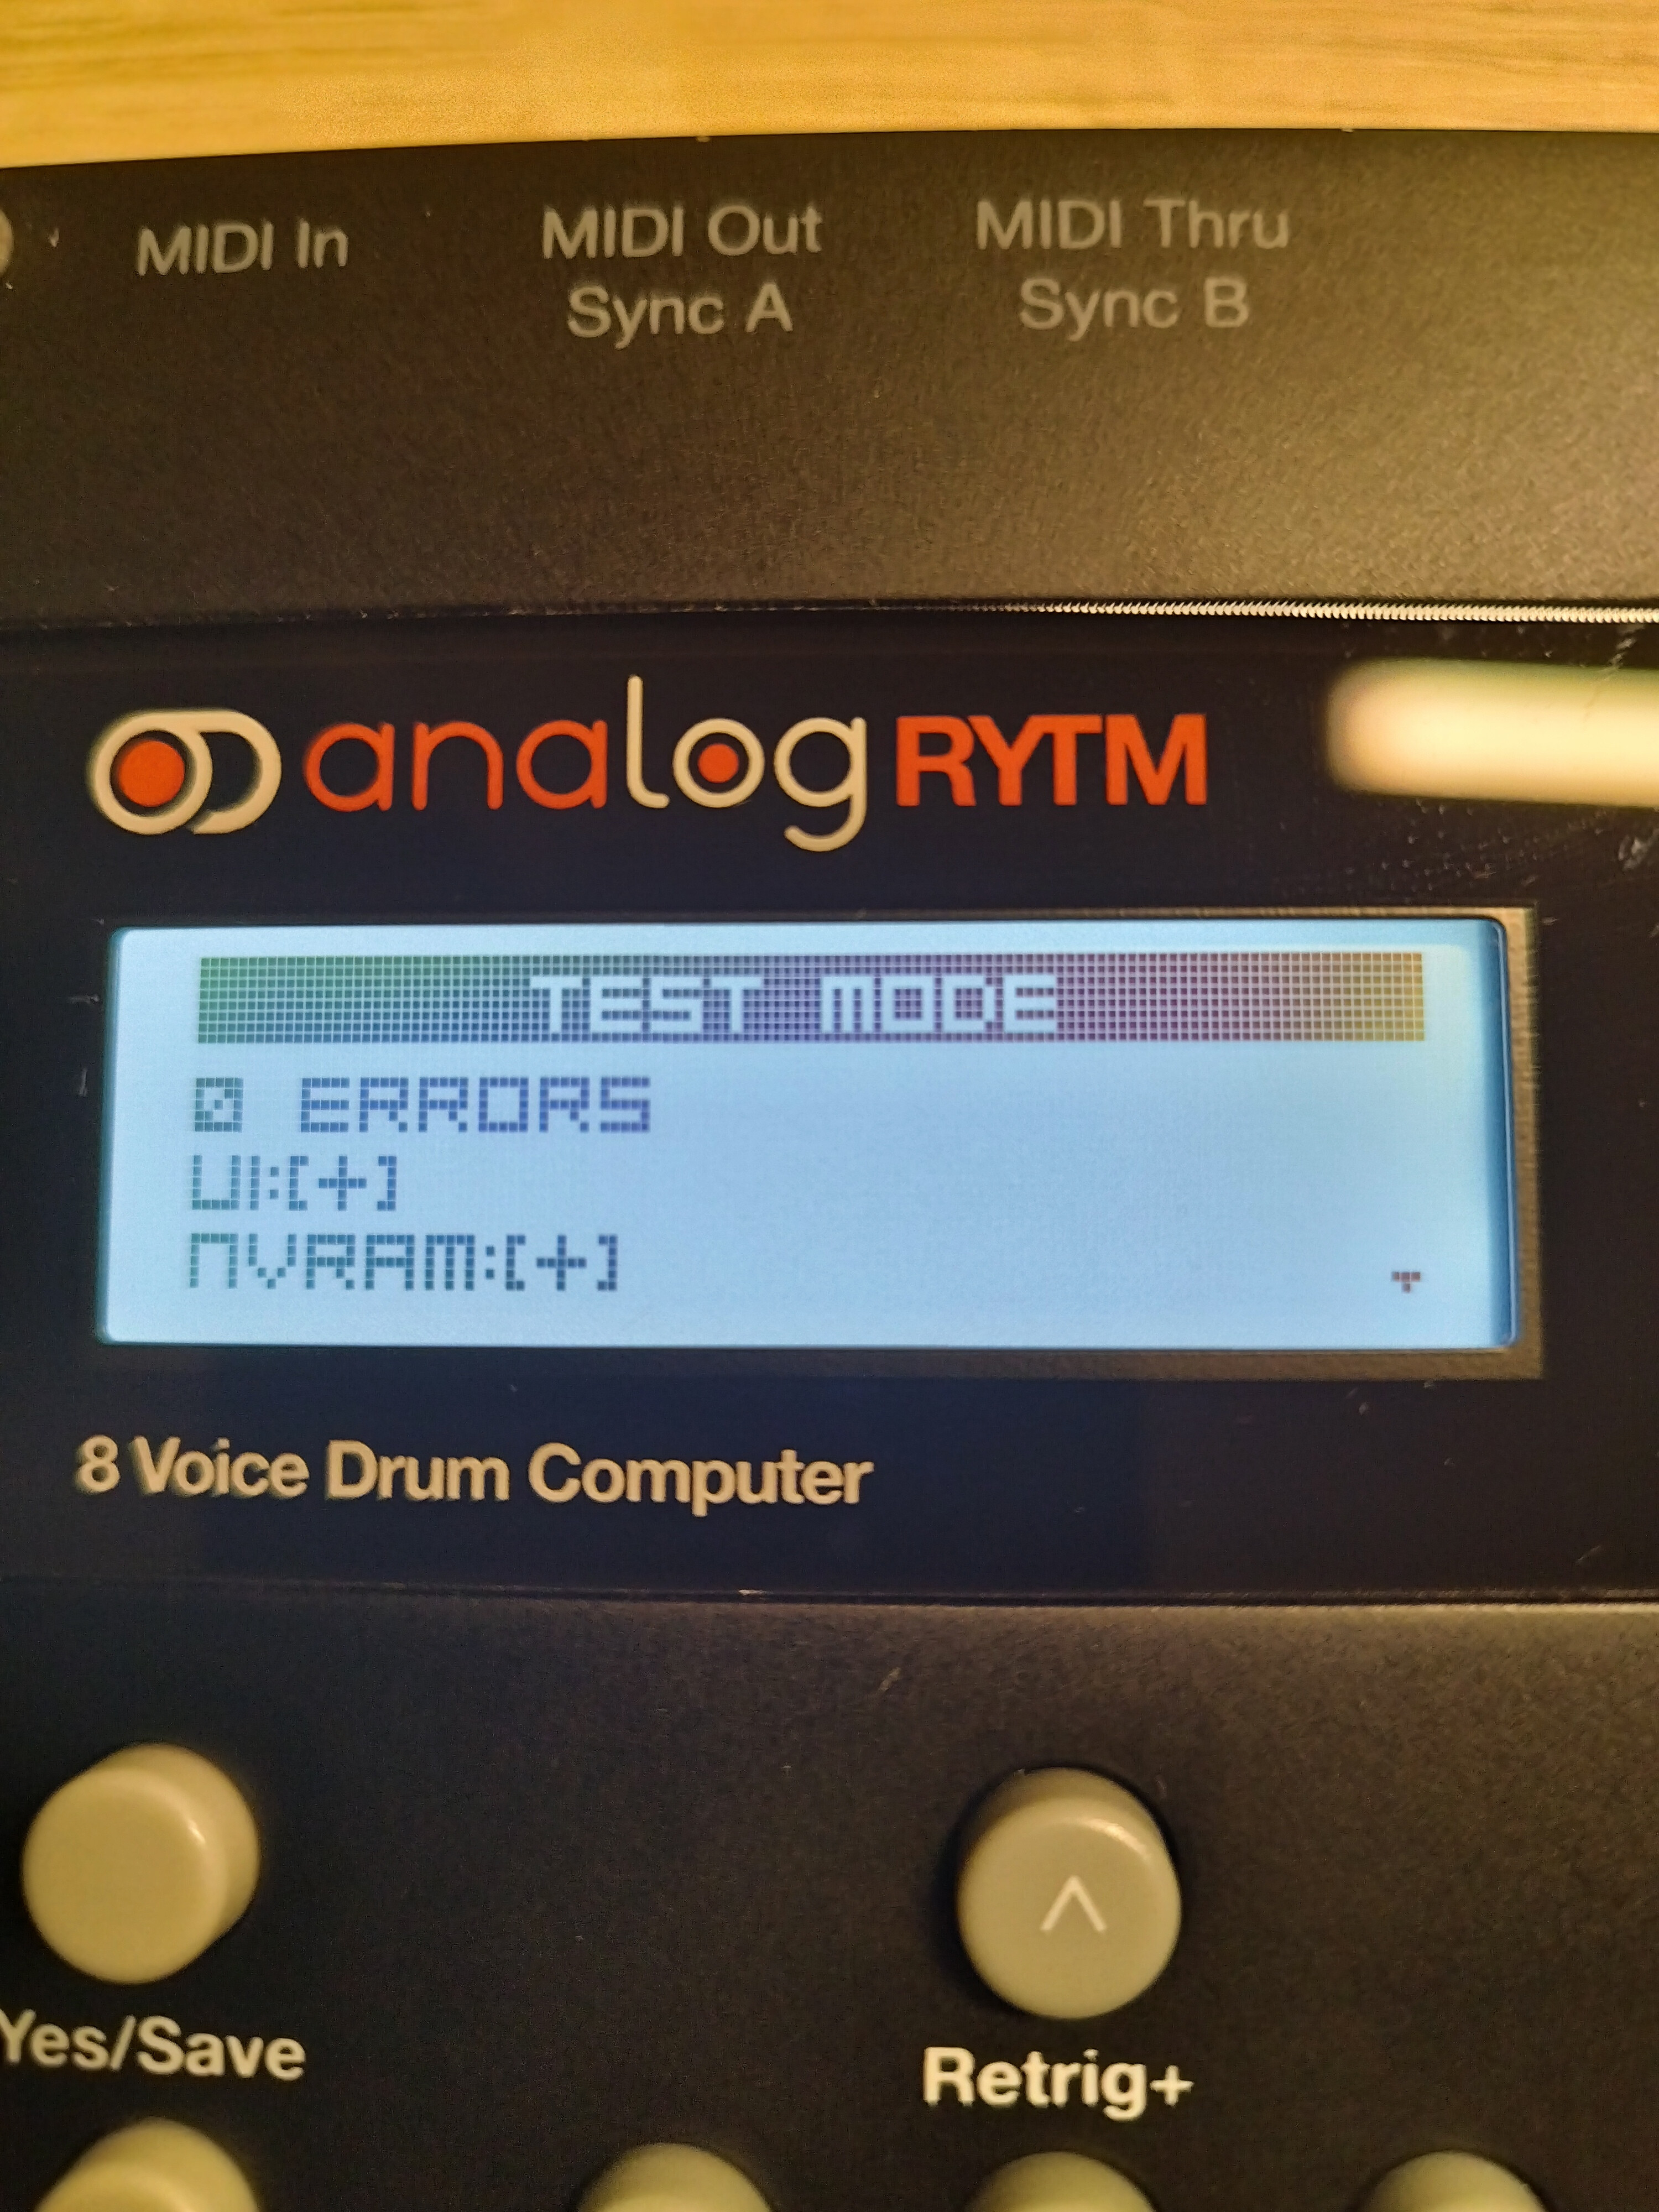 MIDI In
MIDI Out
Sync A
MIDI Thru
Sync B
analog RYTM
TEST MODE
0 ERRORS
UI:[+]
NVRAM:[+]
8 Voice Drum Computer
Yes/Save
Retrig+